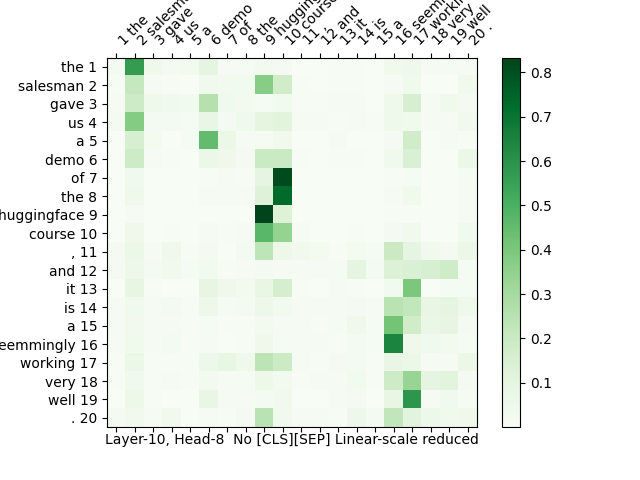 1 the
2 salesm
3 gave
4 us
5 a
6 demo
7 of
8 the
9 hugging
10 course
11 ,
12 and
13 it
14 is
15 a
16 seemi
17 workin
18 very
19 well
20 .
the 1
salesman 2
gave 3
us 4
a 5
demo 6
of 7
the 8
huggingface 9
course 10
, 11
and 12
it 13
is 14
a 15
eemmingly 16
working 17
very 18
well 19
. 20
0.8
0.7
0.6
0.5
0.4
0.3
0.2
0.1
Layer-10, Head-8 No [CLS][SEP] Linear-scale reduced